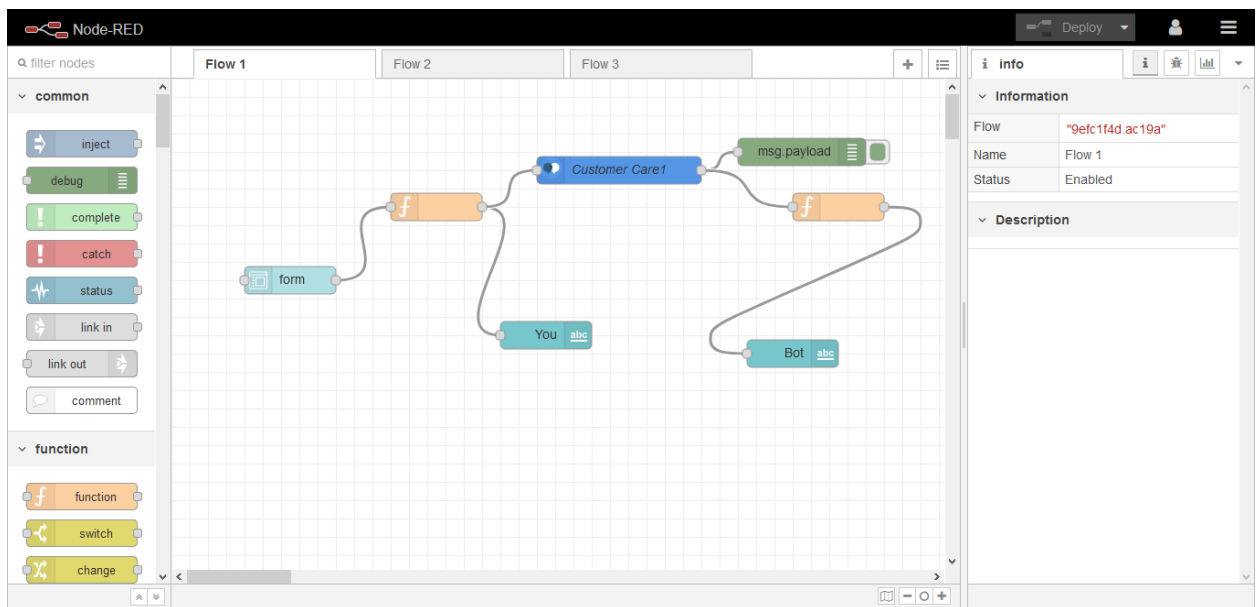 Node-RED
Deploy
filter nodes
Flow 1
Flow 2
Flow 3
i info
i
common
inject
debug
complete
catch
status
link in
link out
comment
function
f function
switch
change
form
f
You abc
Customer Care1
msg.payload
f
Bot abc
Information
Flow "9efc1f4d.ac19a"
Name Flow 1
Status Enabled
Description